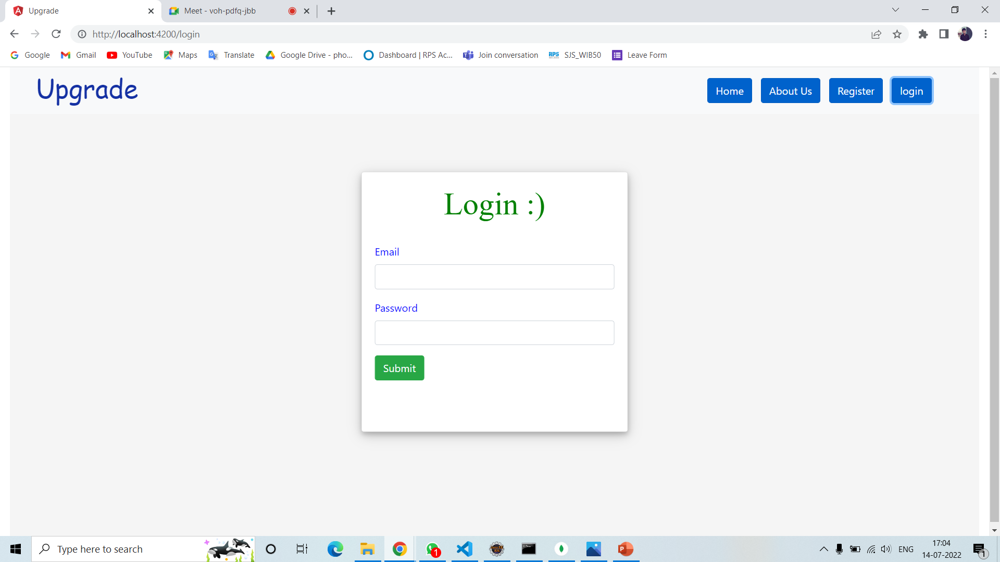 Upgrade
Meet - voh-pdfq-jbb
http://localhost:4200/login
Google
Gmail
YouTube
Maps
Translate
Google Drive - pho...
Dashboard | RPS Ac...
Join conversation
RPS
SJS_WIB50
Leave Form
Upgrade
Home
About Us
Register
login
Login :)
Email
Password
Submit
Type here to search
1
ENG
17:04
14-07-2022
1